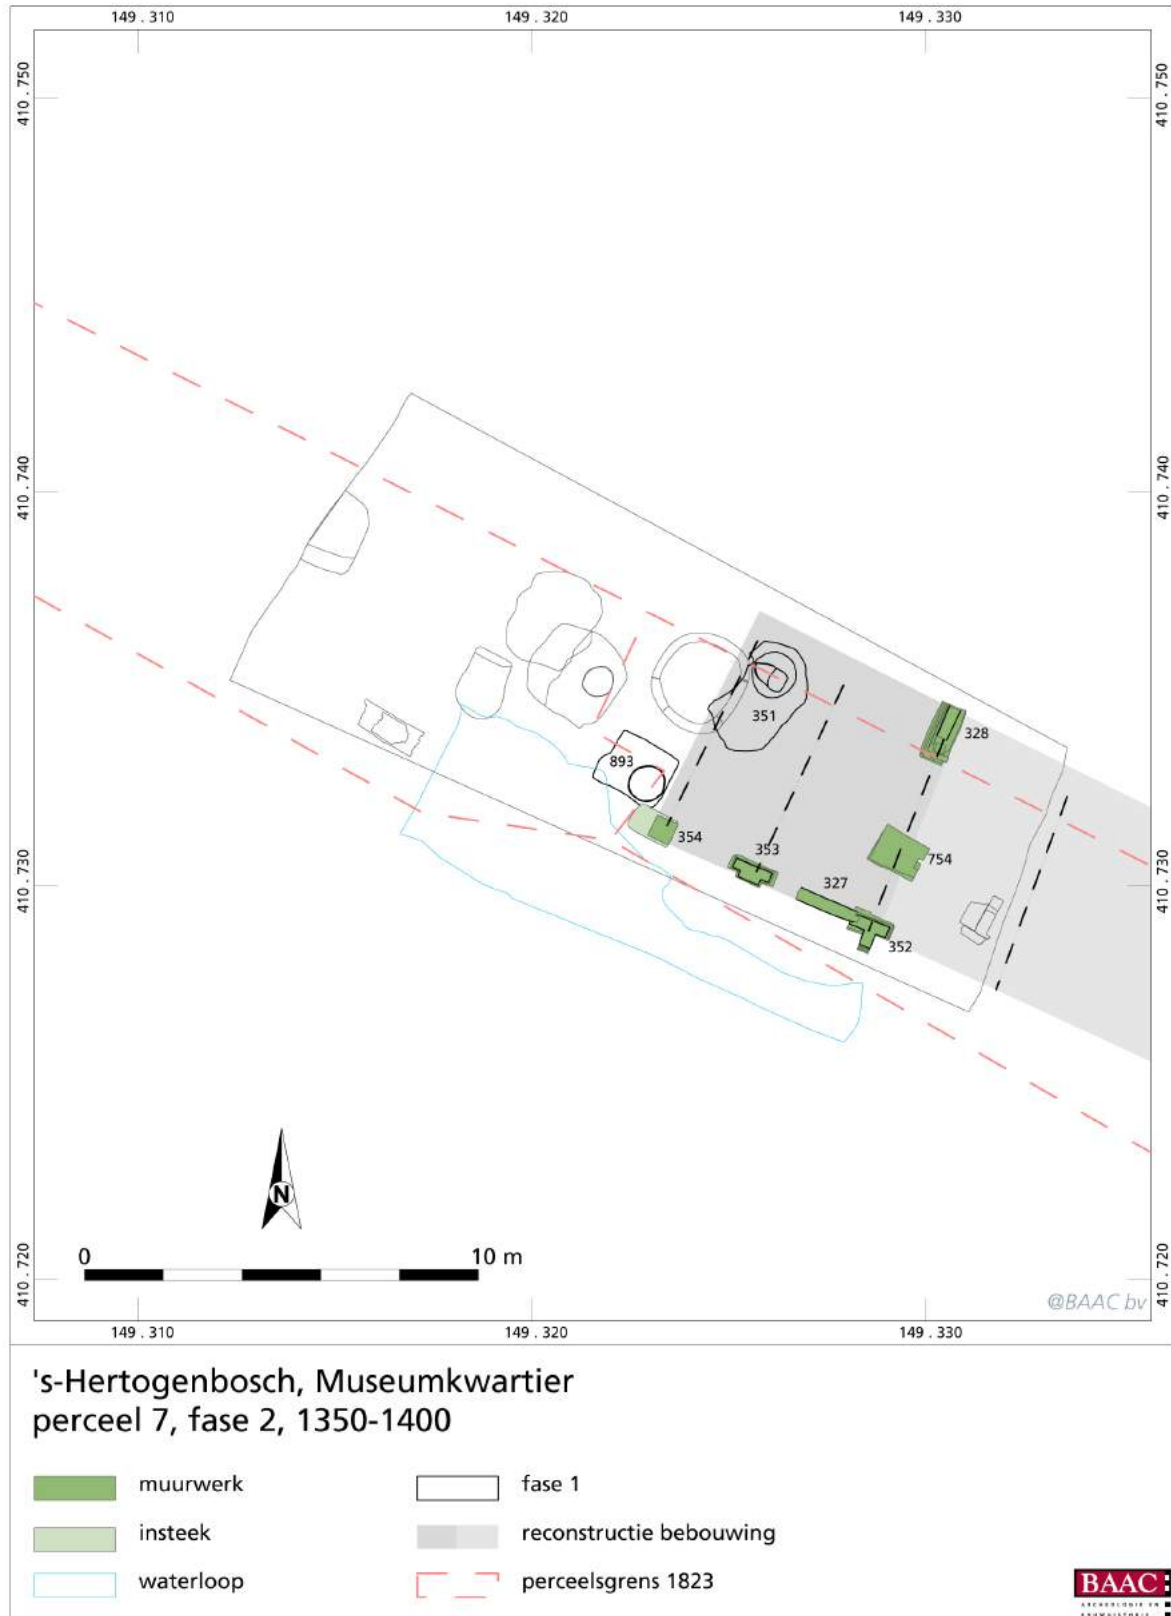 149 . 310 149 . 320 149 . 330
410 . 750 410 . 750
410 . 740 410 . 740
351
328
893
354
353
754
410 . 730 410 . 730
327
352
N
0 10 m
410 . 720 410 . 720
@BAAC bv
149 . 310 149 . 320 149 . 330
's-Hertogenbosch, Museumkwartier
perceel 7, fase 2, 1350-1400
muurwerk fase 1
insteek reconstructie bebouwing
waterloop perceelsgrens 1823
BAAC
ARCHEOLOGIE EN
BOUWHISTORIE